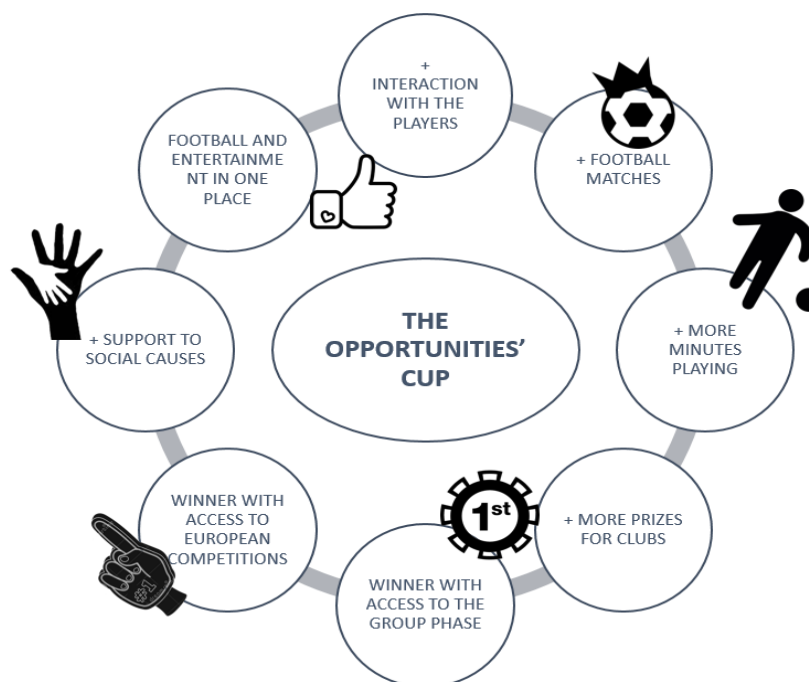 +
INTERACTION
WITH THE
PLAYERS
+ FOOTBALL
MATCHES
+ MORE
MINUTES
PLAYING
+ MORE PRIZES
FOR CLUBS
1st
WINNER WITH
ACCESS TO THE
GROUP PHASE
WINNER WITH
ACCESS TO
EUROPEAN
COMPETITIONS
#1
+ SUPPORT TO
SOCIAL CAUSES
FOOTBALL AND
ENTERTAINME
NT IN ONE
PLACE
THE
OPPORTUNITIES’
CUP